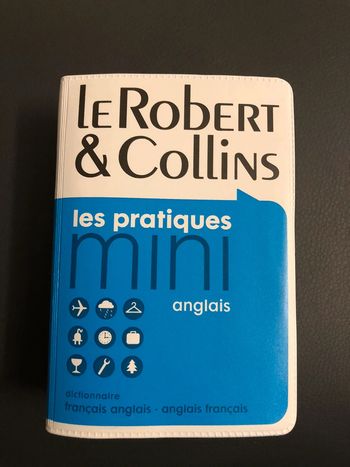 le Robert
& Collins
les pratiques
mini
anglais
dictionnaire
français anglais - anglais français